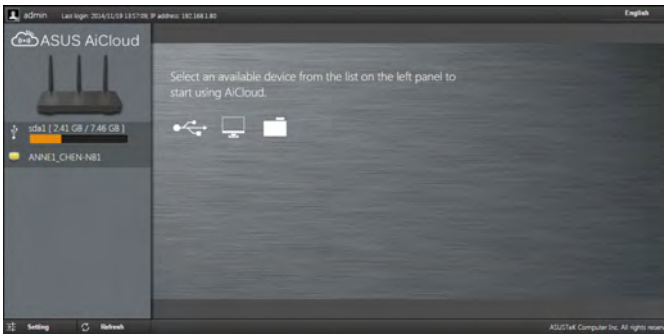 admin Last login: 2014/11/19 13:57:09, IP address: 192.168.1.80 English
ASUS AiCloud
Select an available device from the list on the left panel to
start using AiCloud.
sda1 [ 2.41 GB / 7.46 GB ]
ANNE1_CHEN-NB1
Setting Refresh ASUSTeK Computer Inc. All rights reserv